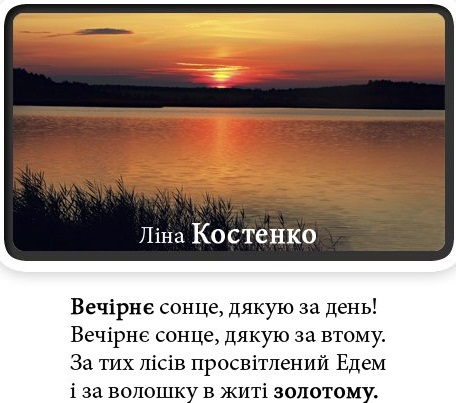 Ліна Костенко
Вечірнє сонце, дякую за день!
Вечірнє сонце, дякую за втому.
За тих лісів просвітлений Едем
і за волошку в житі золотому.